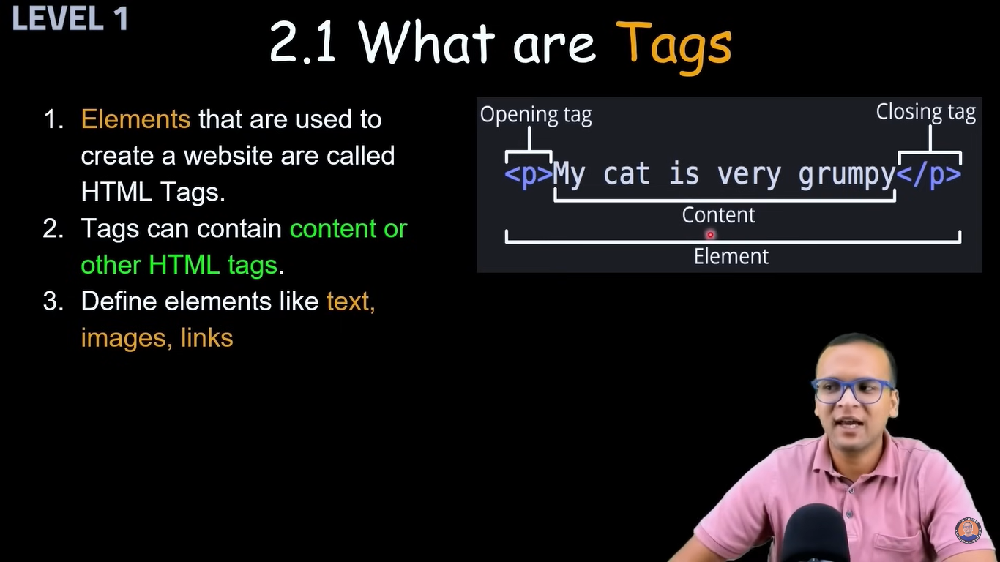 LEVEL 1
2.1 What are Tags
1. Elements that are used to
create a website are called
HTML Tags.
2. Tags can contain content or
other HTML tags.
3. Define elements like text,
images, links
Opening tag
Closing tag
<p>My cat is very grumpy</p>
Content
Element